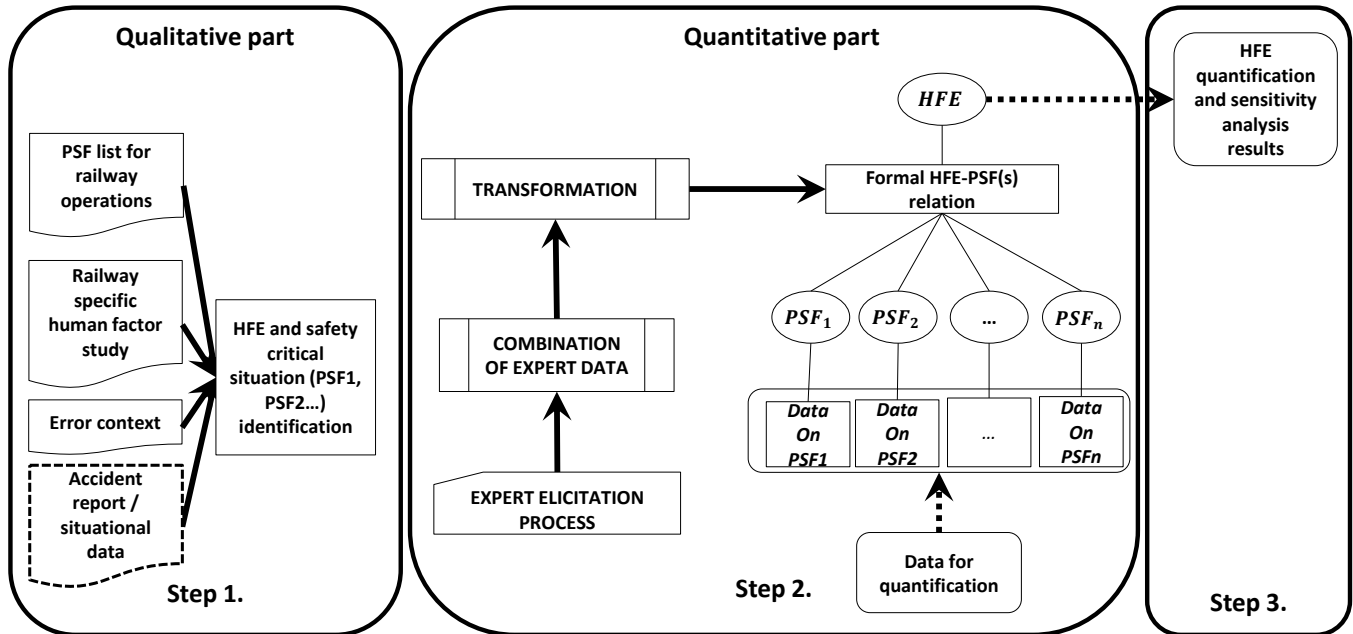 Qualitative part
PSF list for
railway
operations
Railway
specific
human factor
study
Error context
Accident
report /
situational
data
HFE and safety
critical
situation (PSF1,
PSF2...)
identification
Step 1.
Quantitative part
TRANSFORMATION
COMBINATION
OF EXPERT DATA
EXPERT ELICITATION
PROCESS
HFE
Formal HFE-PSF(s)
relation
PSF₁
PSF₂
...
PSFₙ
Data
On
PSF1
Data
On
PSF2
...
Data
On
PSFn
Data for
quantification
Step 2.
HFE
quantification
and sensitivity
analysis
results
Step 3.